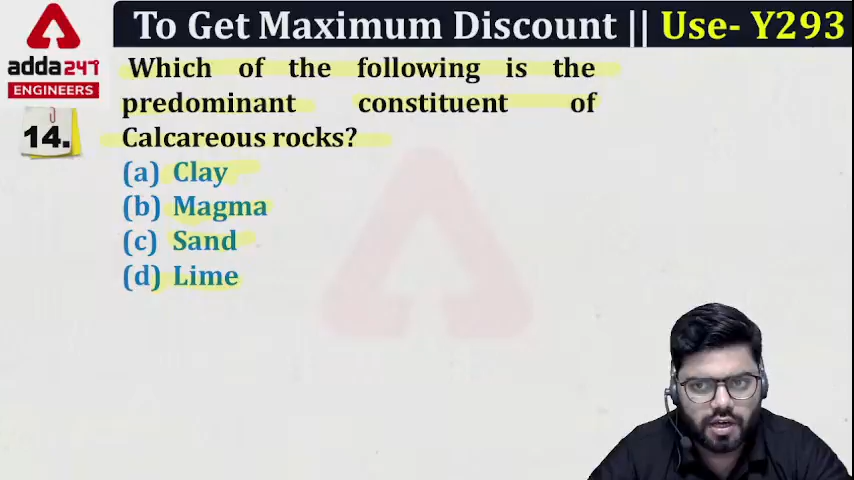 To Get Maximum Discount || Use- Y293
adda247
ENGINEERS
14.
Which of the following is the
predominant constituent of
Calcareous rocks?
(a) Clay
(b) Magma
(c) Sand
(d) Lime